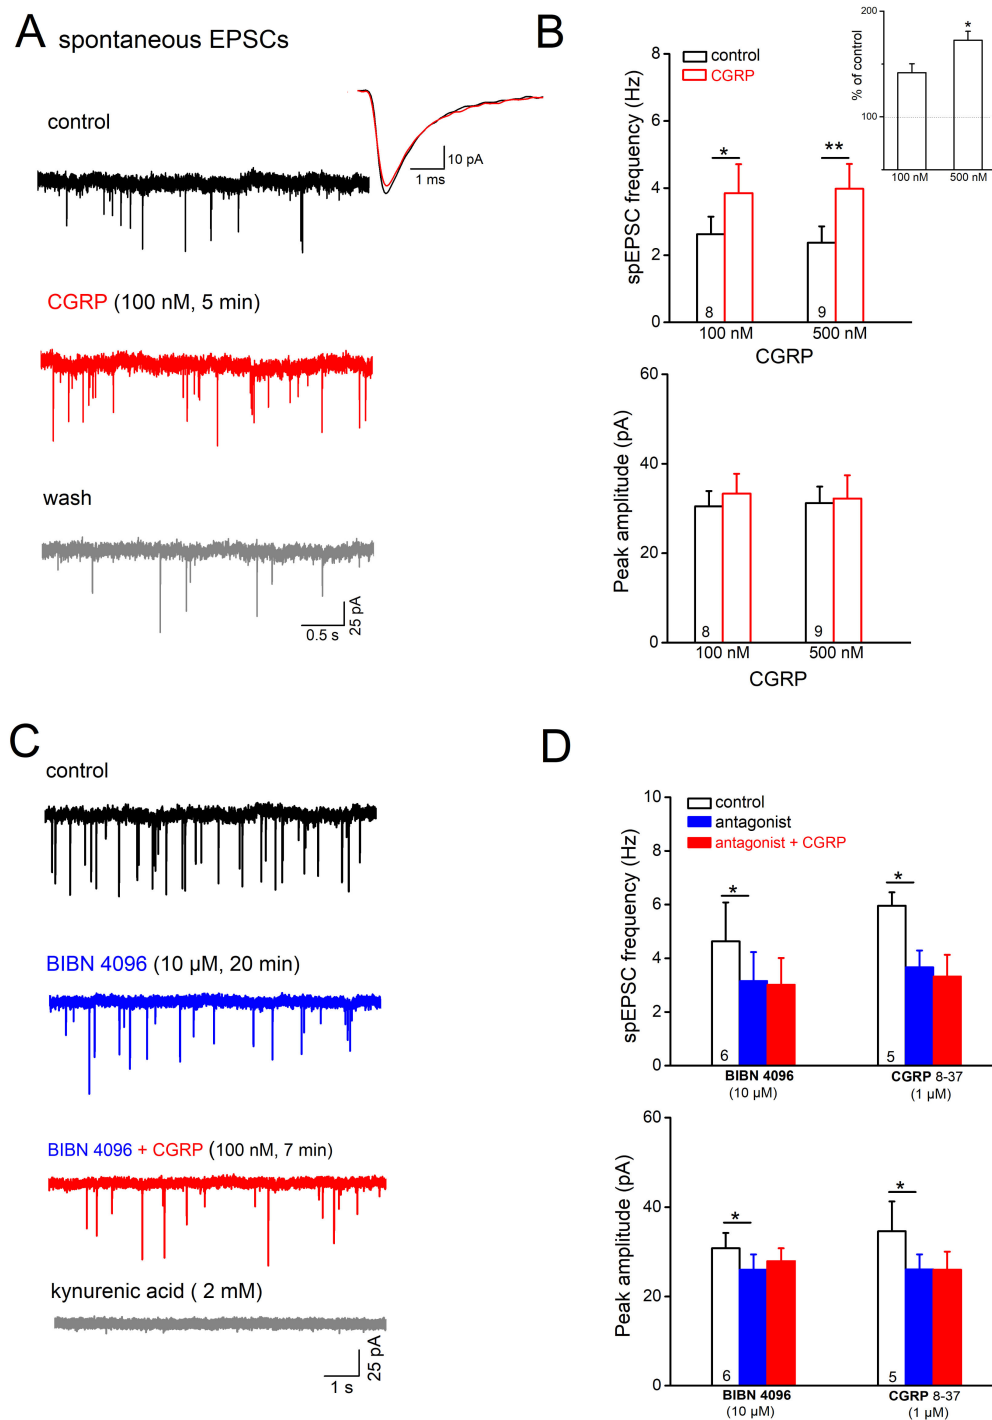 A spontaneous EPSCs
control
10 pA
1 ms
CGRP (100 nM, 5 min)
wash
0.5 s
25 pA
B
control
CGRP
spEPSC frequency (Hz)
8
6
4
2
0
*
**
8
9
100 nM
500 nM
CGRP
% of control
200
100
*
100 nM
500 nM
Peak amplitude (pA)
60
40
20
0
8
9
100 nM
500 nM
CGRP
C
control
BIBN 4096 (10 µM, 20 min)
BIBN 4096 + CGRP (100 nM, 7 min)
kynurenic acid ( 2 mM)
1 s
25 pA
D
control
antagonist
antagonist + CGRP
spEPSC frequency (Hz)
10
8
6
4
2
0
*
*
6
5
BIBN 4096
(10 µM)
CGRP 8-37
(1 µM)
Peak amplitude (pA)
60
40
20
0
*
*
6
5
BIBN 4096
(10 µM)
CGRP 8-37
(1 µM)